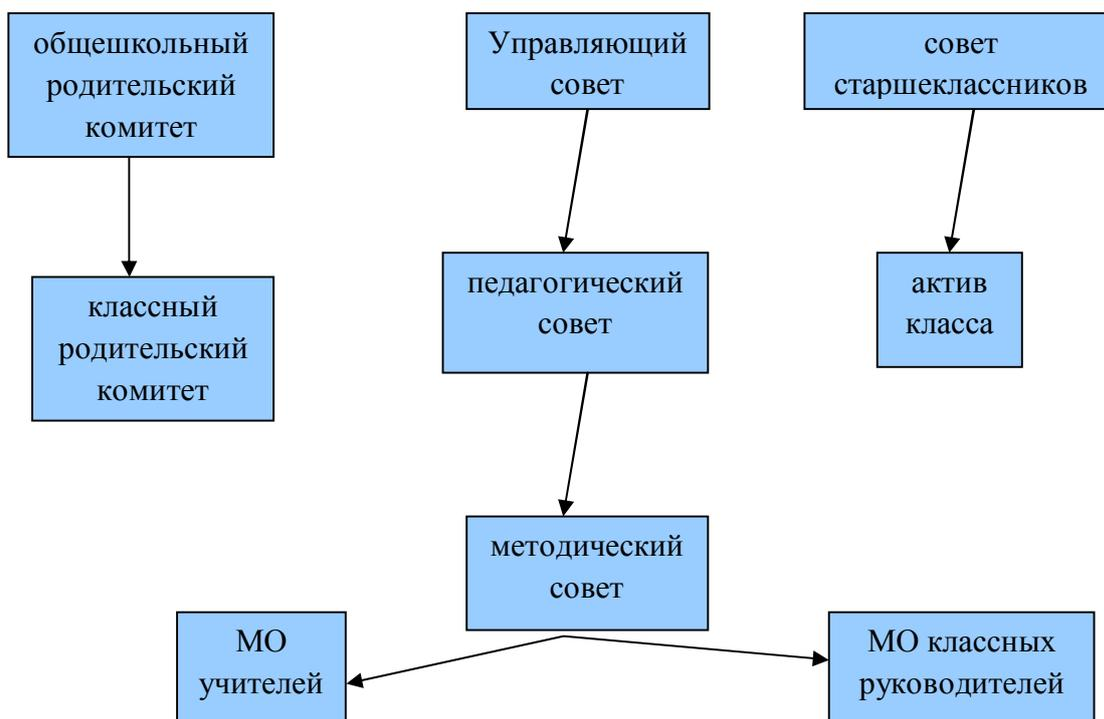 общешкольный
родительский
комитет
Управляющий
совет
совет
старшеклассников
классный
родительский
комитет
педагогический
совет
актив
класса
методический
совет
МО
учителей
МО классных
руководителей